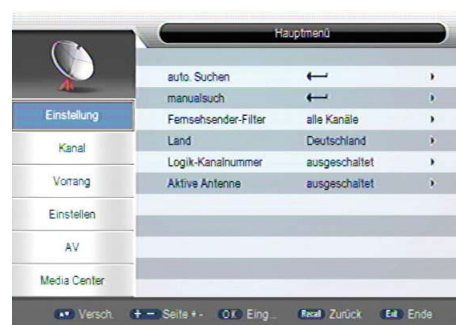 Hauptmenü
auto. Suchen
manualsuch
Fernsehsender-Filter alle Kanäle
Land Deutschland
Logik-Kanalnummer ausgeschaltet
Aktive Antenne ausgeschaltet
Einstellung
Kanal
Vorrang
Einstellen
AV
Media Center
Versch. + - Seite + - OK Eing... Recall Zurück Exit Ende